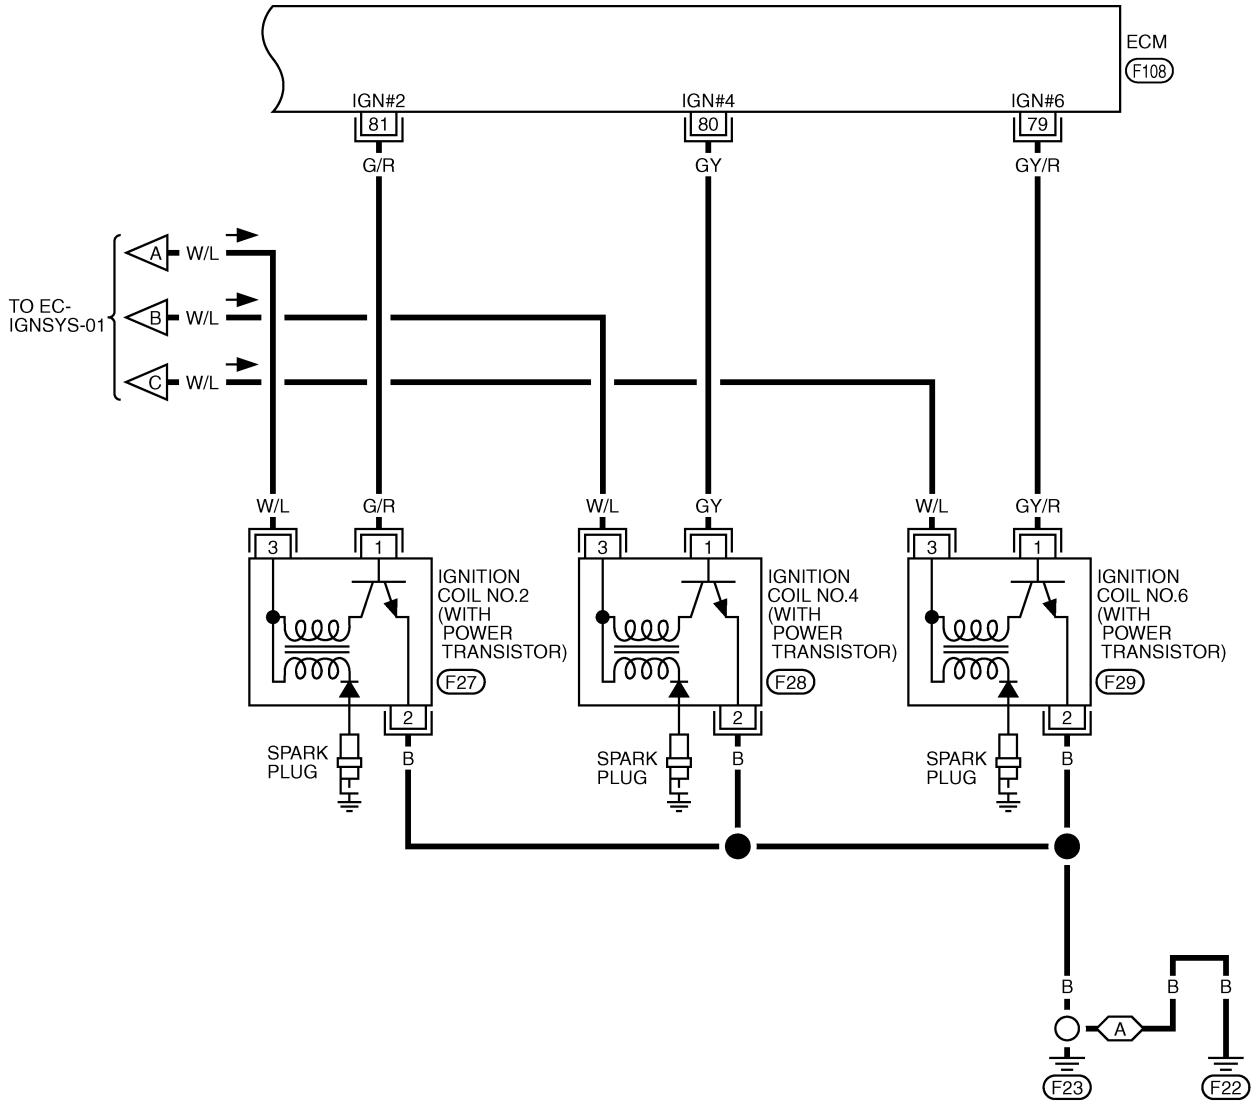 ECM
F108
IGN#2
IGN#4
IGN#6
81
80
79
G/R
GY
GY/R
A
W/L
TO EC-
IGNSYS-01
B
W/L
C
W/L
W/L
G/R
W/L
GY
W/L
GY/R
3
1
3
1
3
1
IGNITION
COIL NO.2
(WITH
POWER
TRANSISTOR)
F27
IGNITION
COIL NO.4
(WITH
POWER
TRANSISTOR)
F28
IGNITION
COIL NO.6
(WITH
POWER
TRANSISTOR)
F29
2
2
2
SPARK
PLUG
B
SPARK
PLUG
B
SPARK
PLUG
B
B
B
B
A
F23
F22